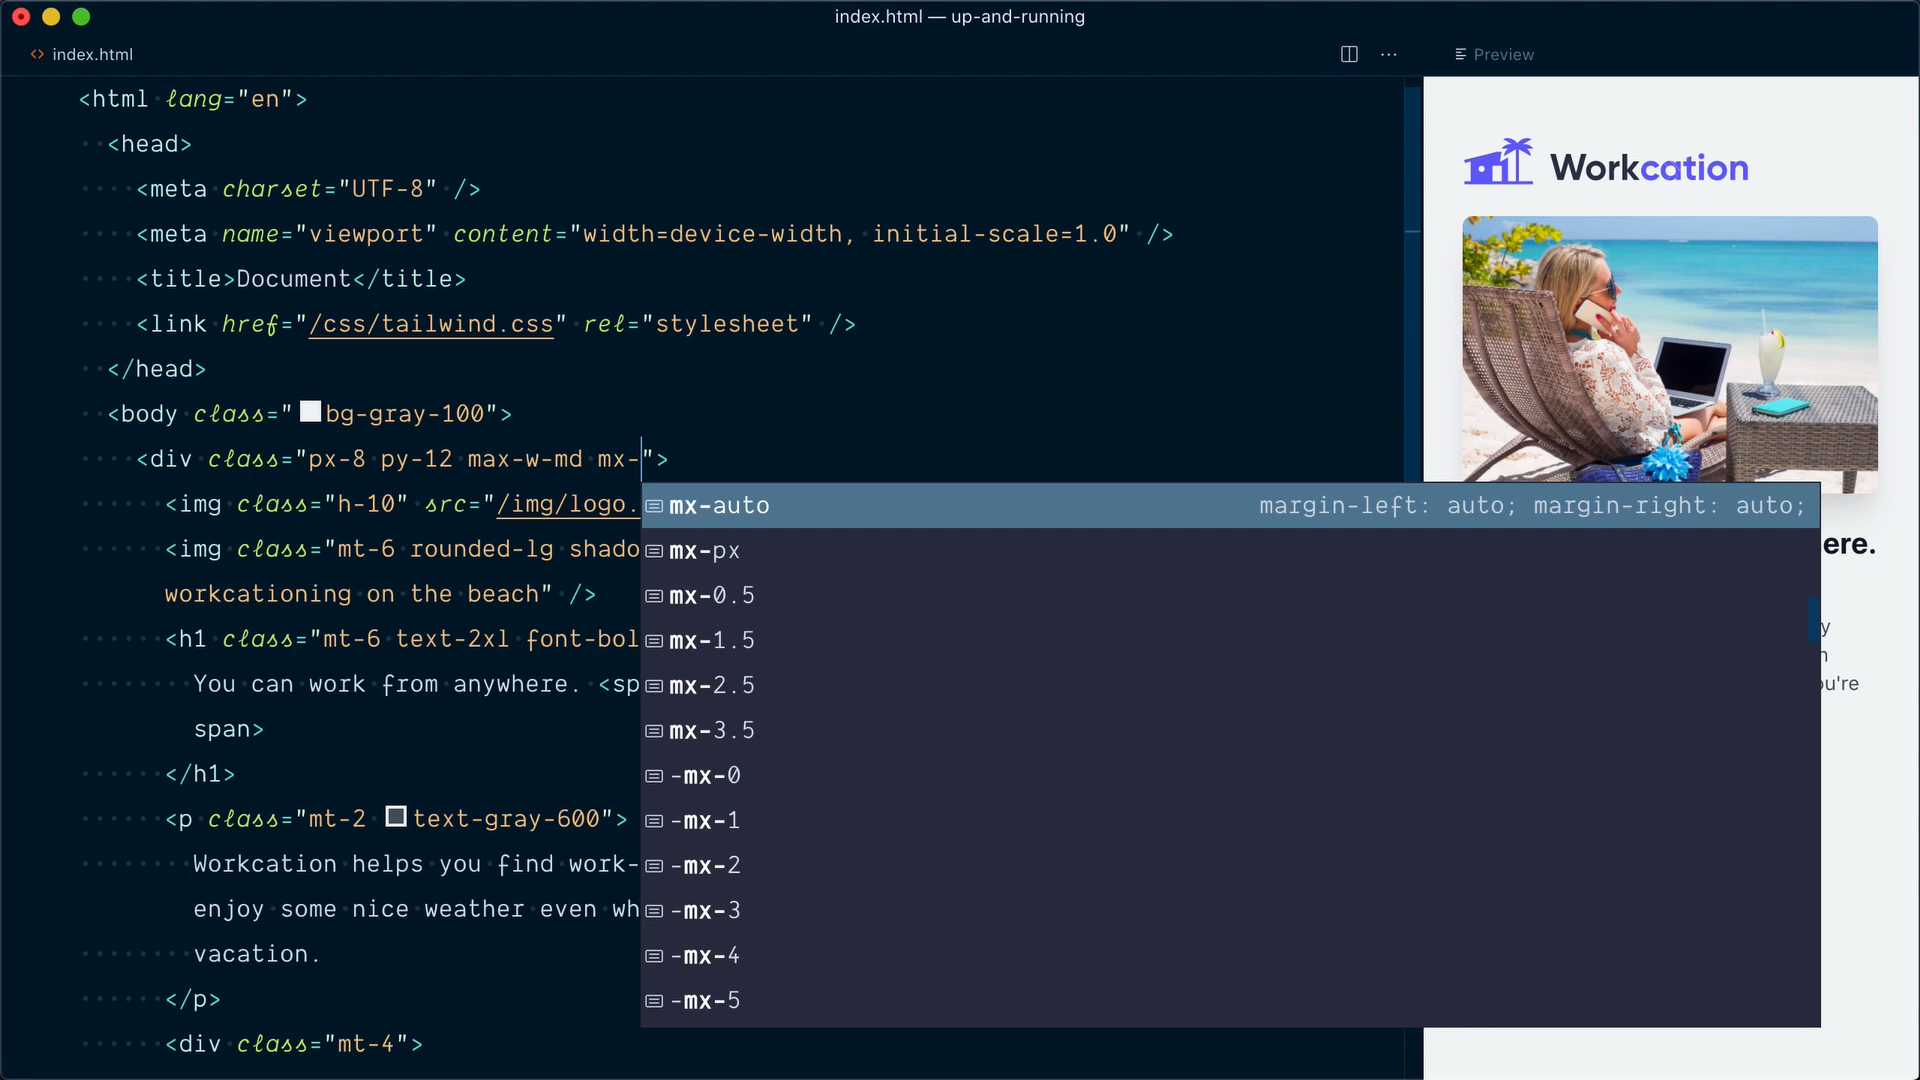 index.html — up-and-running
index.html
Preview
<html lang="en">
<head>
<meta charset="UTF-8" />
<meta name="viewport" content="width=device-width, initial-scale=1.0" />
<title>Document</title>
<link href="/css/tailwind.css" rel="stylesheet" />
</head>
<body class="bg-gray-100">
<div class="px-8 py-12 max-w-md mx-">
<img class="h-10" src="/img/logo.
<img class="mt-6 rounded-lg shado
workcationing on the beach" />
<h1 class="mt-6 text-2xl font-bol
You can work from anywhere. <sp
span>
</h1>
<p class="mt-2 text-gray-600">
Workcation helps you find work-
enjoy some nice weather even wh
vacation.
</p>
<div class="mt-4">
mx-auto margin-left: auto; margin-right: auto;
mx-px
mx-0.5
mx-1.5
mx-2.5
mx-3.5
-mx-0
-mx-1
-mx-2
-mx-3
-mx-4
-mx-5
Workcation
ere.
y
ou're